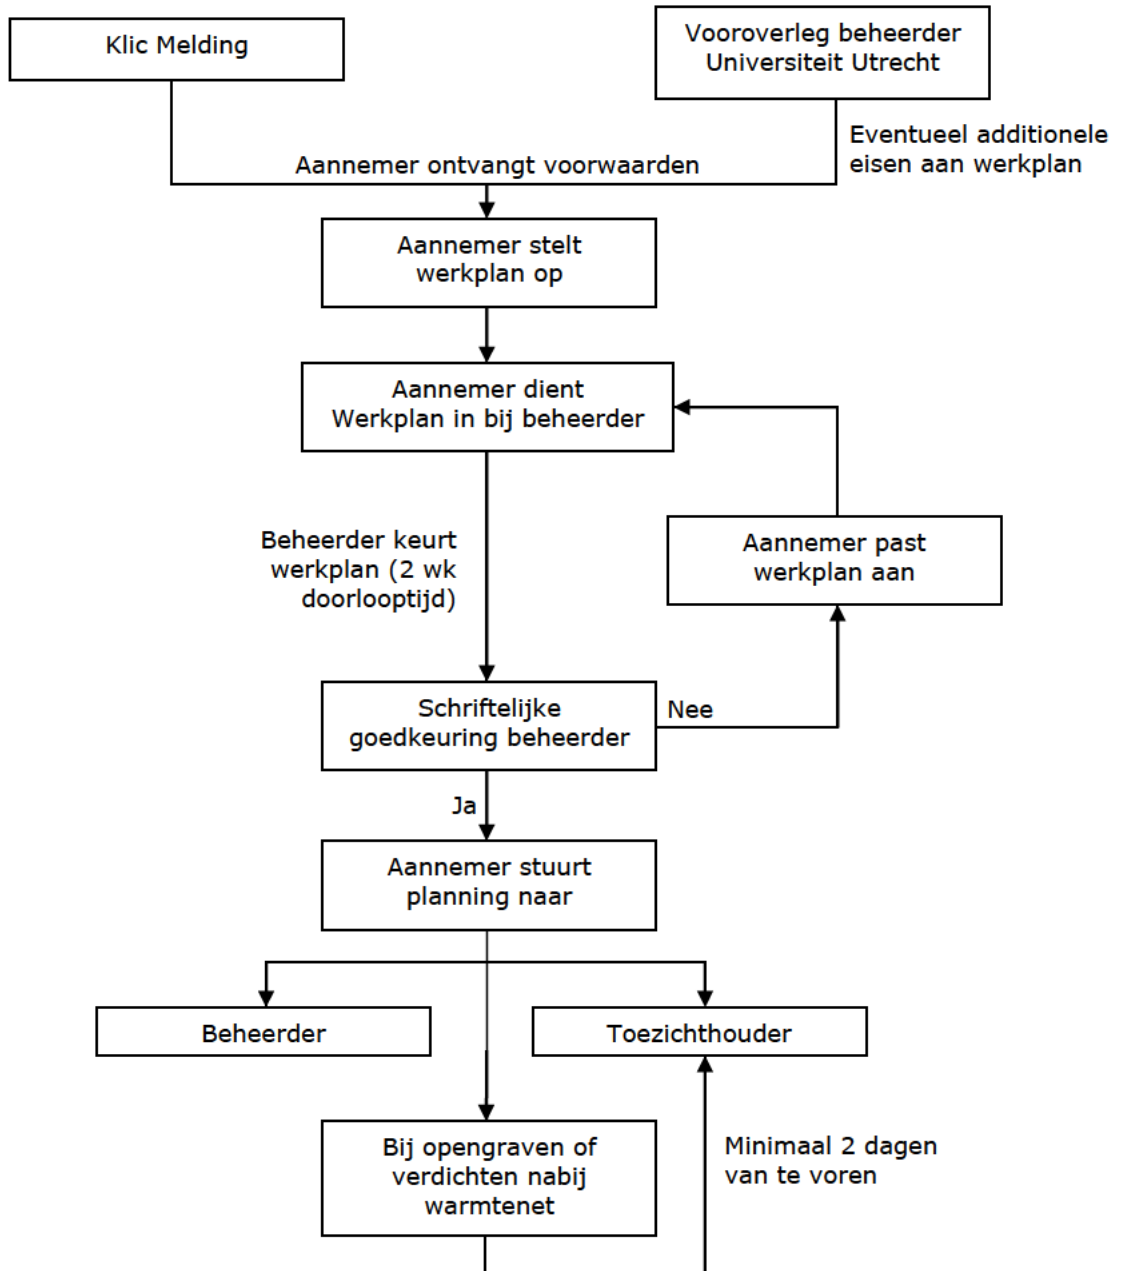 Klic Melding
Vooroverleg beheerder
Universiteit Utrecht
Eventueel additionele
eisen aan werkplan
Aannemer ontvangt voorwaarden
Aannemer stelt
werkplan op
Aannemer dient
Werkplan in bij beheerder
Beheerder keurt
werkplan (2 wk
doorlooptijd)
Aannemer past
werkplan aan
Schriftelijke
goedkeuring beheerder
Nee
Ja
Aannemer stuurt
planning naar
Beheerder
Toezichthouder
Bij opengraven of
verdichten nabij
warmtenet
Minimaal 2 dagen
van te voren